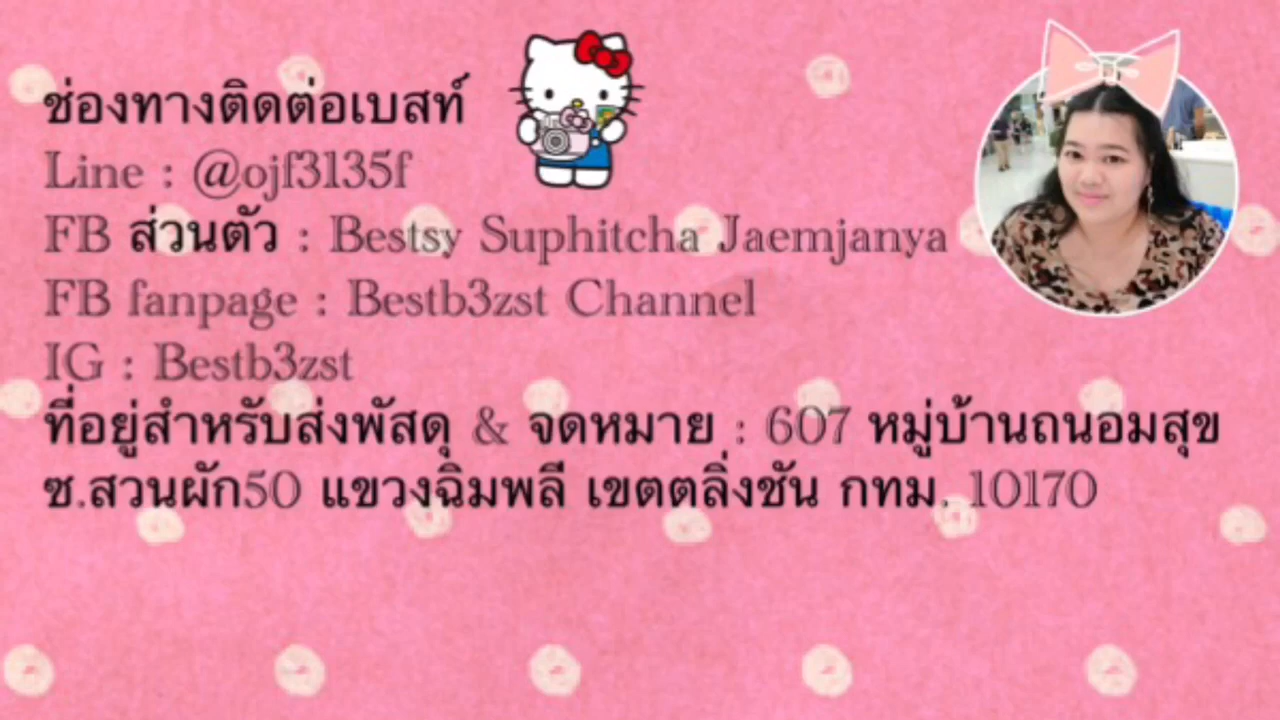 ช่องทางติดต่อเบสท์
Line : @ojf3135f
FB ส่วนตัว : Bestsy Suphitcha Jaemjanya
FB fanpage : Bestb3zst Channel
IG : Bestb3zst
ที่อยู่สำหรับส่งพัสดุ & จดหมาย : 607 หมู่บ้านถนอมสุข
ซ.สวนผัก50 แขวงฉิมพลี เขตตลิ่งชัน กทม. 10170